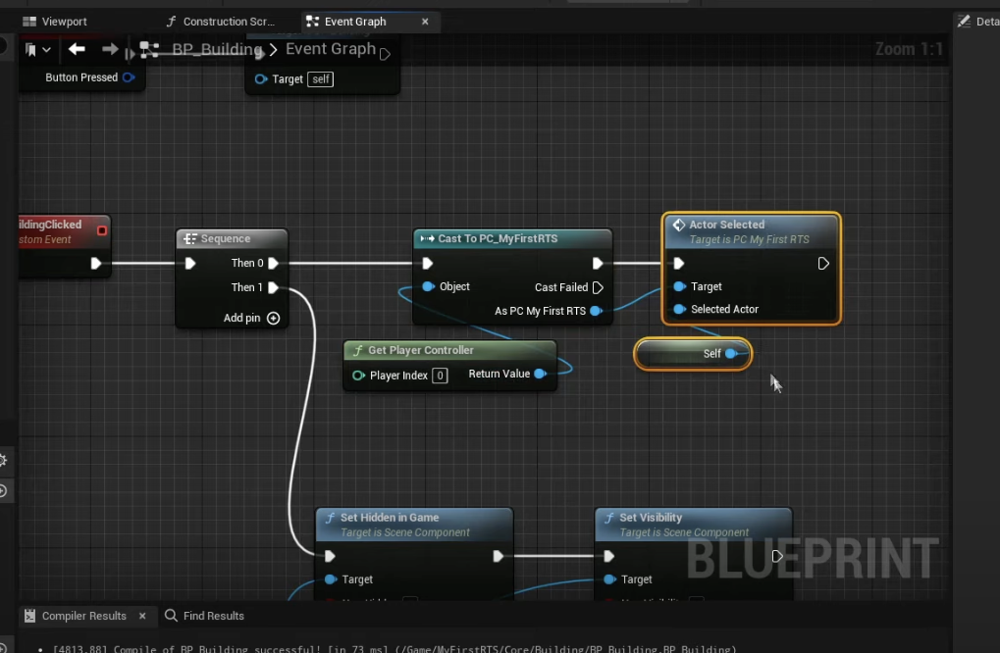 Viewport
Construction Scr...
Event Graph
Deta
BP_Building > Event Graph
Zoom 1:1
Button Pressed
Target self
ildingClicked
stom Event
Sequence
Then 0
Then 1
Add pin
Cast To PC_MyFirstRTS
Object
Cast Failed
As PC My First RTS
Actor Selected
Target is PC My First RTS
Target
Selected Actor
Self
Get Player Controller
Player Index 0
Return Value
Set Hidden in Game
Target is Scene Component
Target
Set Visibility
Target is Scene Component
Target
BLUEPRINT
Compiler Results
Find Results
[4813.88] Compile of BP_Building successful! [in 73 ms] (/Game/MyFirstRTS/Core/Building/BP_Building.BP_Building)